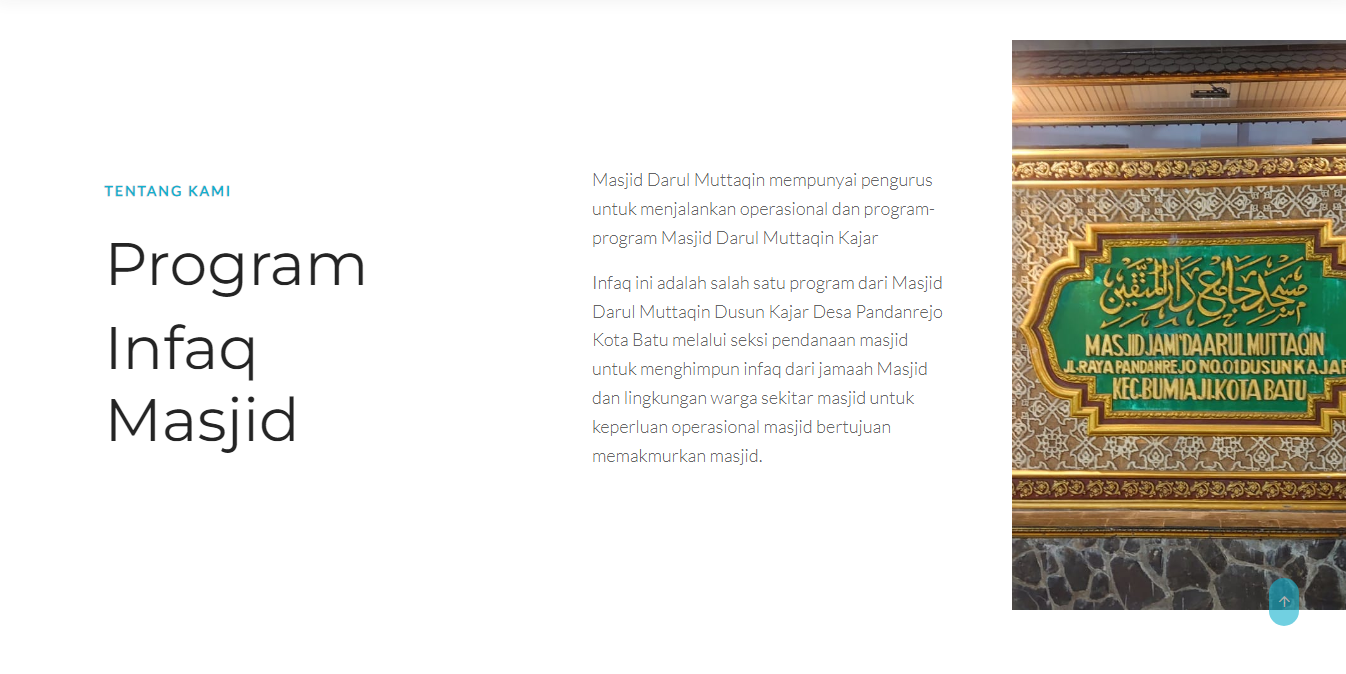 TENTANG KAMI
Program
Infaq
Masjid
Masjid Darul Muttaqin mempunyai pengurus
untuk menjalankan operasional dan program-
program Masjid Darul Muttaqin Kajar
Infaq ini adalah salah satu program dari Masjid
Darul Muttaqin Dusun Kajar Desa Pandanrejo
Kota Batu melalui seksi pendanaan masjid
untuk menghimpun infaq dari jamaah Masjid
dan lingkungan warga sekitar masjid untuk
keperluan operasional masjid bertujuan
memakmurkan masjid.
مسجد جامع دار المتقين
MASJID JAMI' DAARUL MUTTAQIN
JL·RAYA PANDANREJO NO.01 DUSUN KAJAR
KEC.BUMIAJI.KOTA BATU